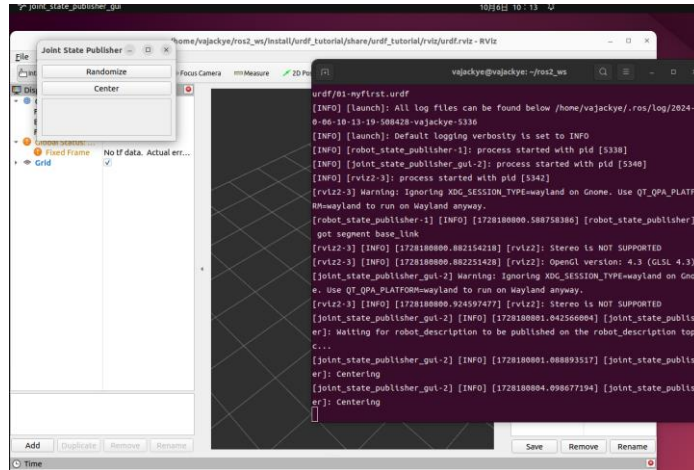 joint_state_publisher_gui
10月6日 10：13
/home/vajackye/ros2_ws/install/urdf_tutorial/share/urdf_tutorial/rviz/urdf.rviz - RViz
Joint State Publisher
File
Randomize
Center
Focus Camera
Measure
2D Po
Fixed Frame
No tf data. Actual err...
Grid
vajackye@vajackye: ~/ros2_ws
urdf/01-myfirst.urdf
[INFO] [launch]: All log files can be found below /home/vajackye/.ros/log/2024-
0-06-10-13-19-508428-vajackye-5336
[INFO] [launch]: Default logging verbosity is set to INFO
[INFO] [robot_state_publisher-1]: process started with pid [5338]
[INFO] [joint_state_publisher_gui-2]: process started with pid [5340]
[INFO] [rviz2-3]: process started with pid [5342]
[rviz2-3] Warning: Ignoring XDG_SESSION_TYPE=wayland on Gnome. Use QT_QPA_PLATF
RM=wayland to run on Wayland anyway.
[robot_state_publisher-1] [INFO] [1728180800.588758386] [robot_state_publisher]
got segment base_link
[rviz2-3] [INFO] [1728180800.882154218] [rviz2]: Stereo is NOT SUPPORTED
[rviz2-3] [INFO] [1728180800.882251428] [rviz2]: OpenGl version: 4.3 (GLSL 4.3)
[joint_state_publisher_gui-2] Warning: Ignoring XDG_SESSION_TYPE=wayland on Gno
e. Use QT_QPA_PLATFORM=wayland to run on Wayland anyway.
[rviz2-3] [INFO] [1728180800.924597477] [rviz2]: Stereo is NOT SUPPORTED
[joint_state_publisher_gui-2] [INFO] [1728180801.042566004] [joint_state_publis
er]: Waiting for robot_description to be published on the robot_description top
c...
[joint_state_publisher_gui-2] [INFO] [1728180801.088893517] [joint_state_publis
er]: Centering
[joint_state_publisher_gui-2] [INFO] [1728180804.098677194] [joint_state_publis
er]: Centering
Add
Duplicate
Remove
Rename
Save
Remove
Rename
Time